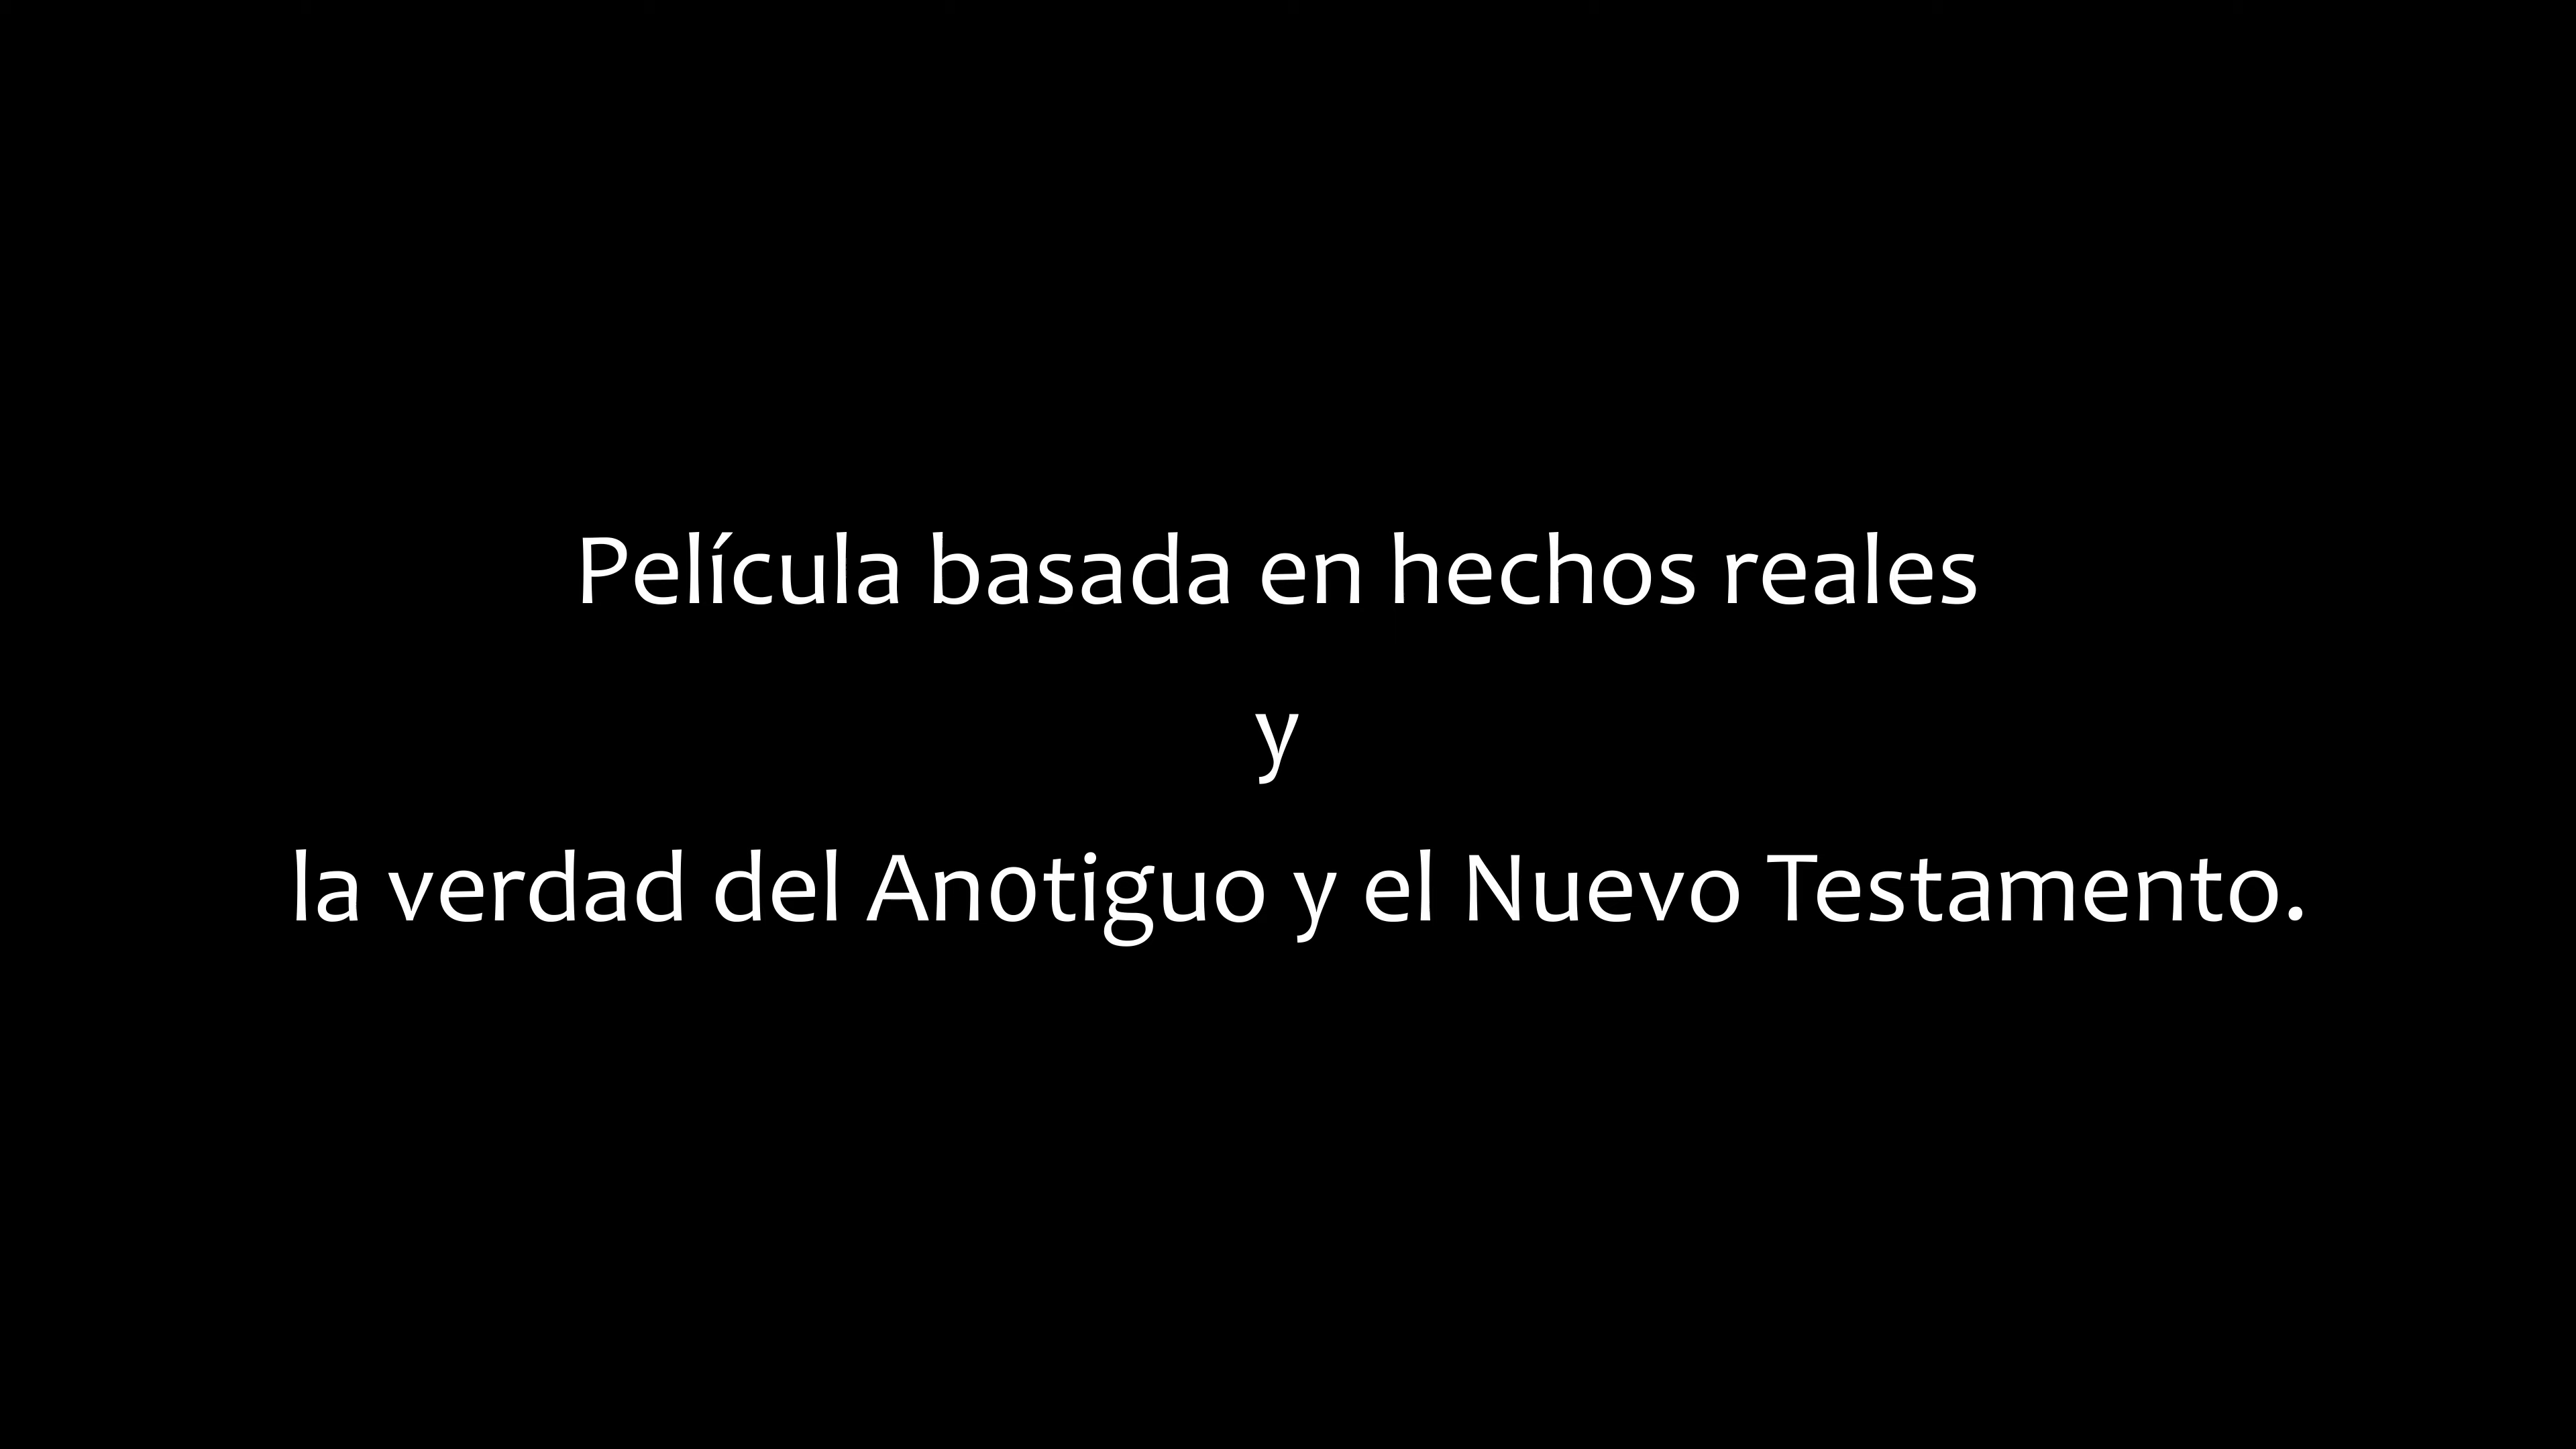 Película basada en hechos reales
y
la verdad del An0tiguo y el Nuevo Testamento.